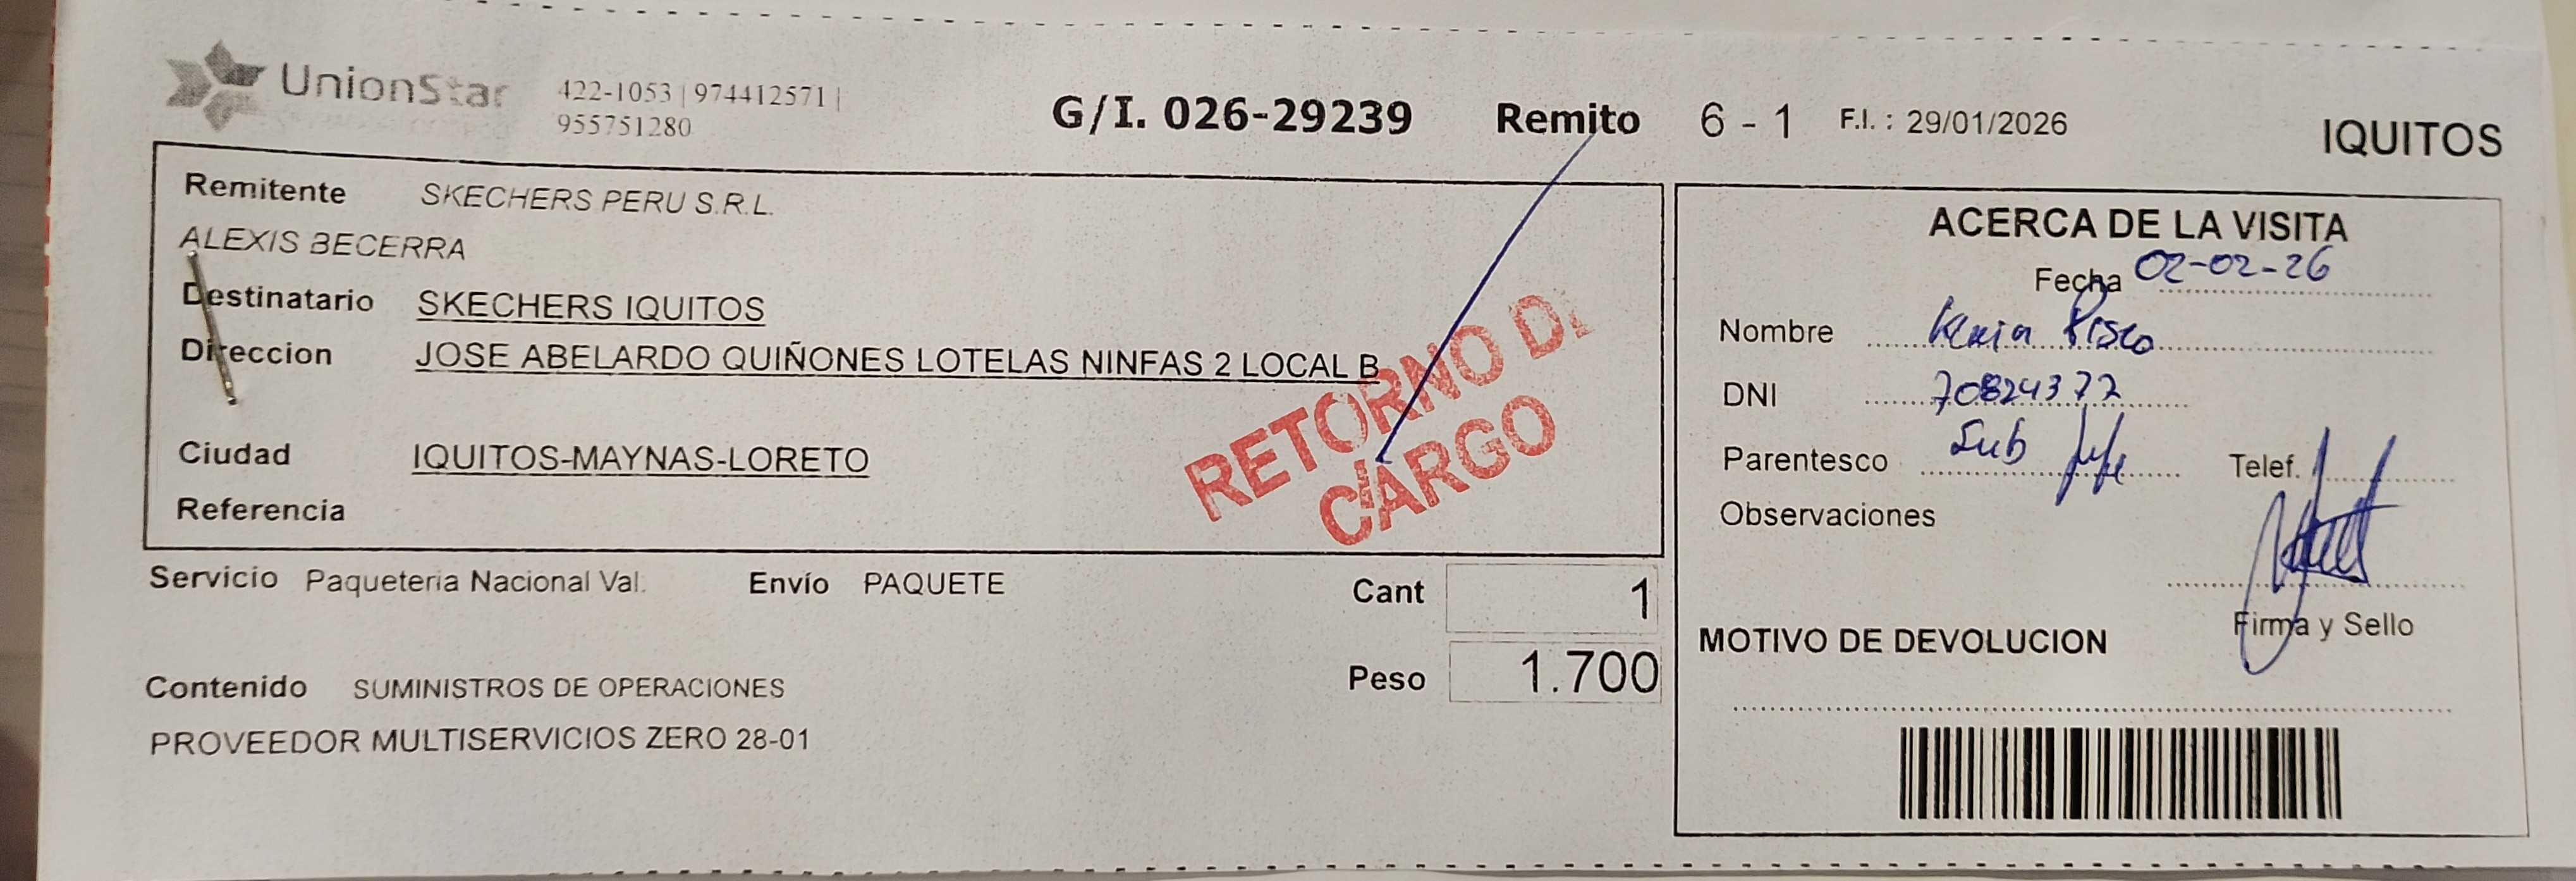 UnionStar
422-1053 | 974412571 |
955751280
G/I. 026-29239 Remito 6 - 1 F.I. : 29/01/2026
IQUITOS
Remitente SKECHERS PERU S.R.L.
ALEXIS BECERRA
Destinatario SKECHERS IQUITOS
Direccion JOSE ABELARDO QUIÑONES LOTELAS NINFAS 2 LOCAL B
Ciudad IQUITOS-MAYNAS-LORETO
Referencia
RETORNO DE
CARGO
Servicio Paqueteria Nacional Val. Envío PAQUETE
Cant 1
Peso 1.700
Contenido SUMINISTROS DE OPERACIONES
PROVEEDOR MULTISERVICIOS ZERO 28-01
ACERCA DE LA VISITA
Fecha 02-02-26
Nombre Pisco
DNI 70824377
Parentesco Sub jefe Telef.
Observaciones
Firma y Sello
MOTIVO DE DEVOLUCION